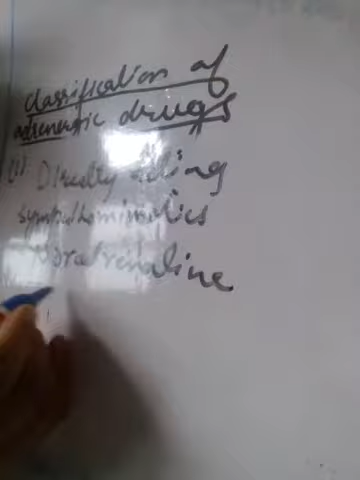 Classification of
adrenergic drugs
(1) Directly acting
sympathomimetics
Noradrenaline